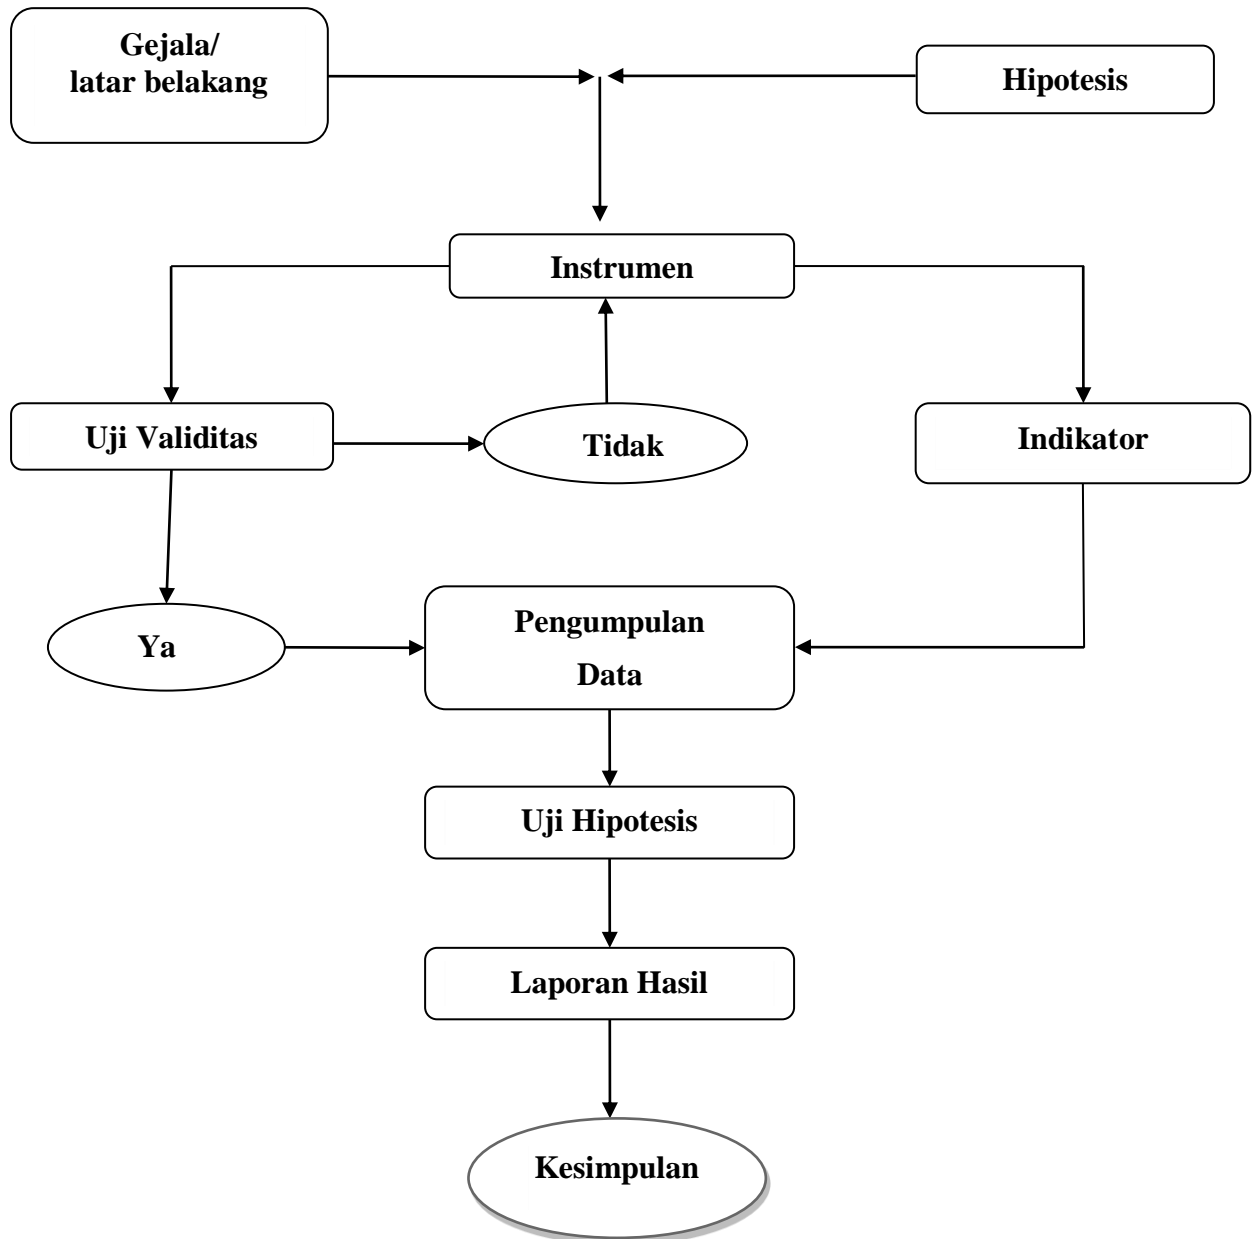 Gejala/
latar belakang
Hipotesis
Instrumen
Uji Validitas
Tidak
Indikator
Ya
Pengumpulan
Data
Uji Hipotesis
Laporan Hasil
Kesimpulan